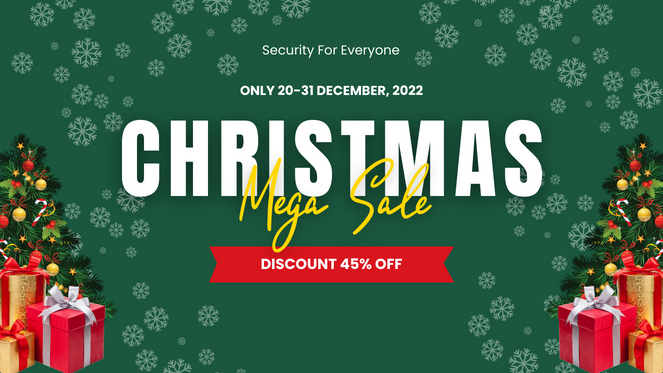 Security For Everyone
ONLY 20-31 DECEMBER, 2022
CHRISTMAS
Mega Sale
DISCOUNT 45% OFF